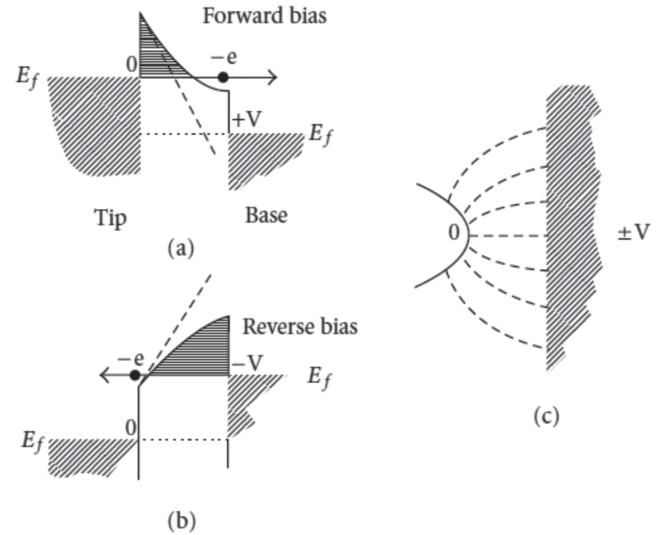 Forward bias
0
−e
E_f
+V
E_f
Tip
Base
(a)
Reverse bias
−e
−V
E_f
0
E_f
(b)
0
±V
(c)